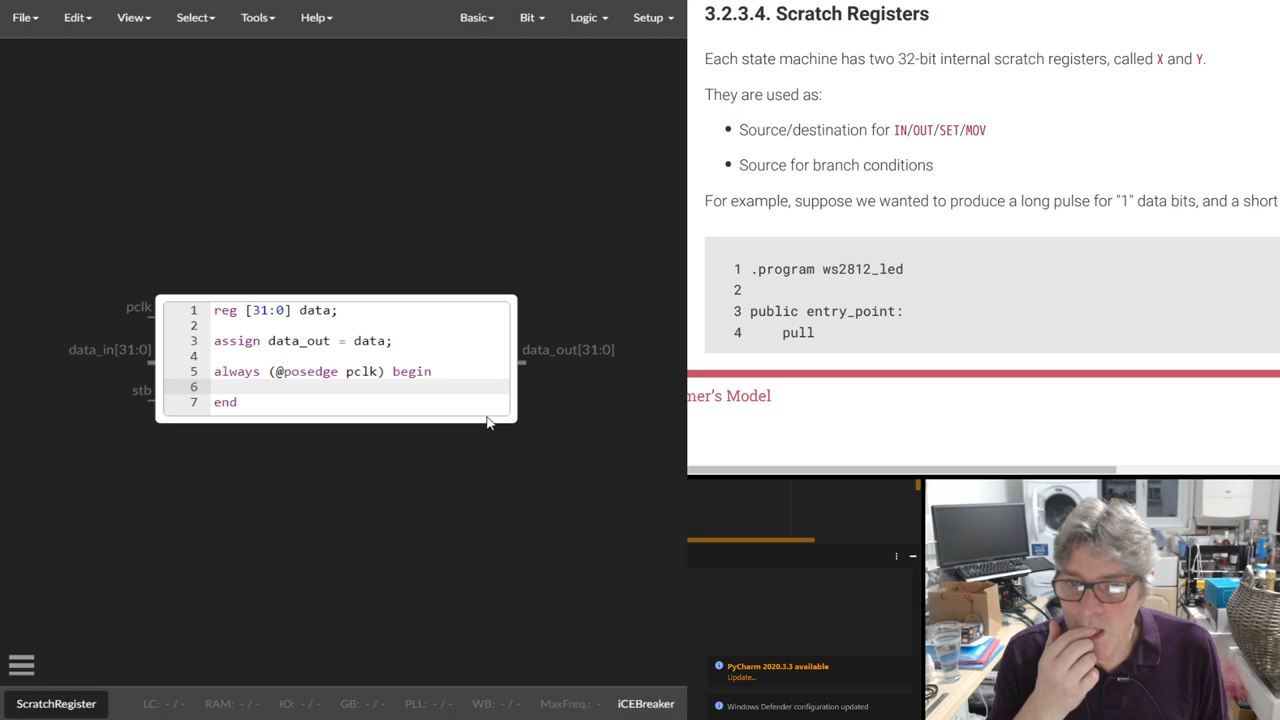 File Edit View Select Tools Help Basic Bit Logic Setup
pclk
data_in[31:0]
stb
1 reg [31:0] data;
2
3 assign data_out = data;
4
5 always (@posedge pclk) begin
6
7 end
data_out[31:0]
ScratchRegister LC: - / - RAM: - / - IO: - / - GB: - / - PLL: - / - WB: - / - MaxFreq.: - iCEBreaker
3.2.3.4. Scratch Registers
Each state machine has two 32-bit internal scratch registers, called X and Y.
They are used as:
• Source/destination for IN/OUT/SET/MOV
• Source for branch conditions
For example, suppose we wanted to produce a long pulse for "1" data bits, and a short
1 .program ws2812_led
2
3 public entry_point:
4 pull
mer's Model
PyCharm 2020.3.3 available
Update...
Windows Defender configuration updated